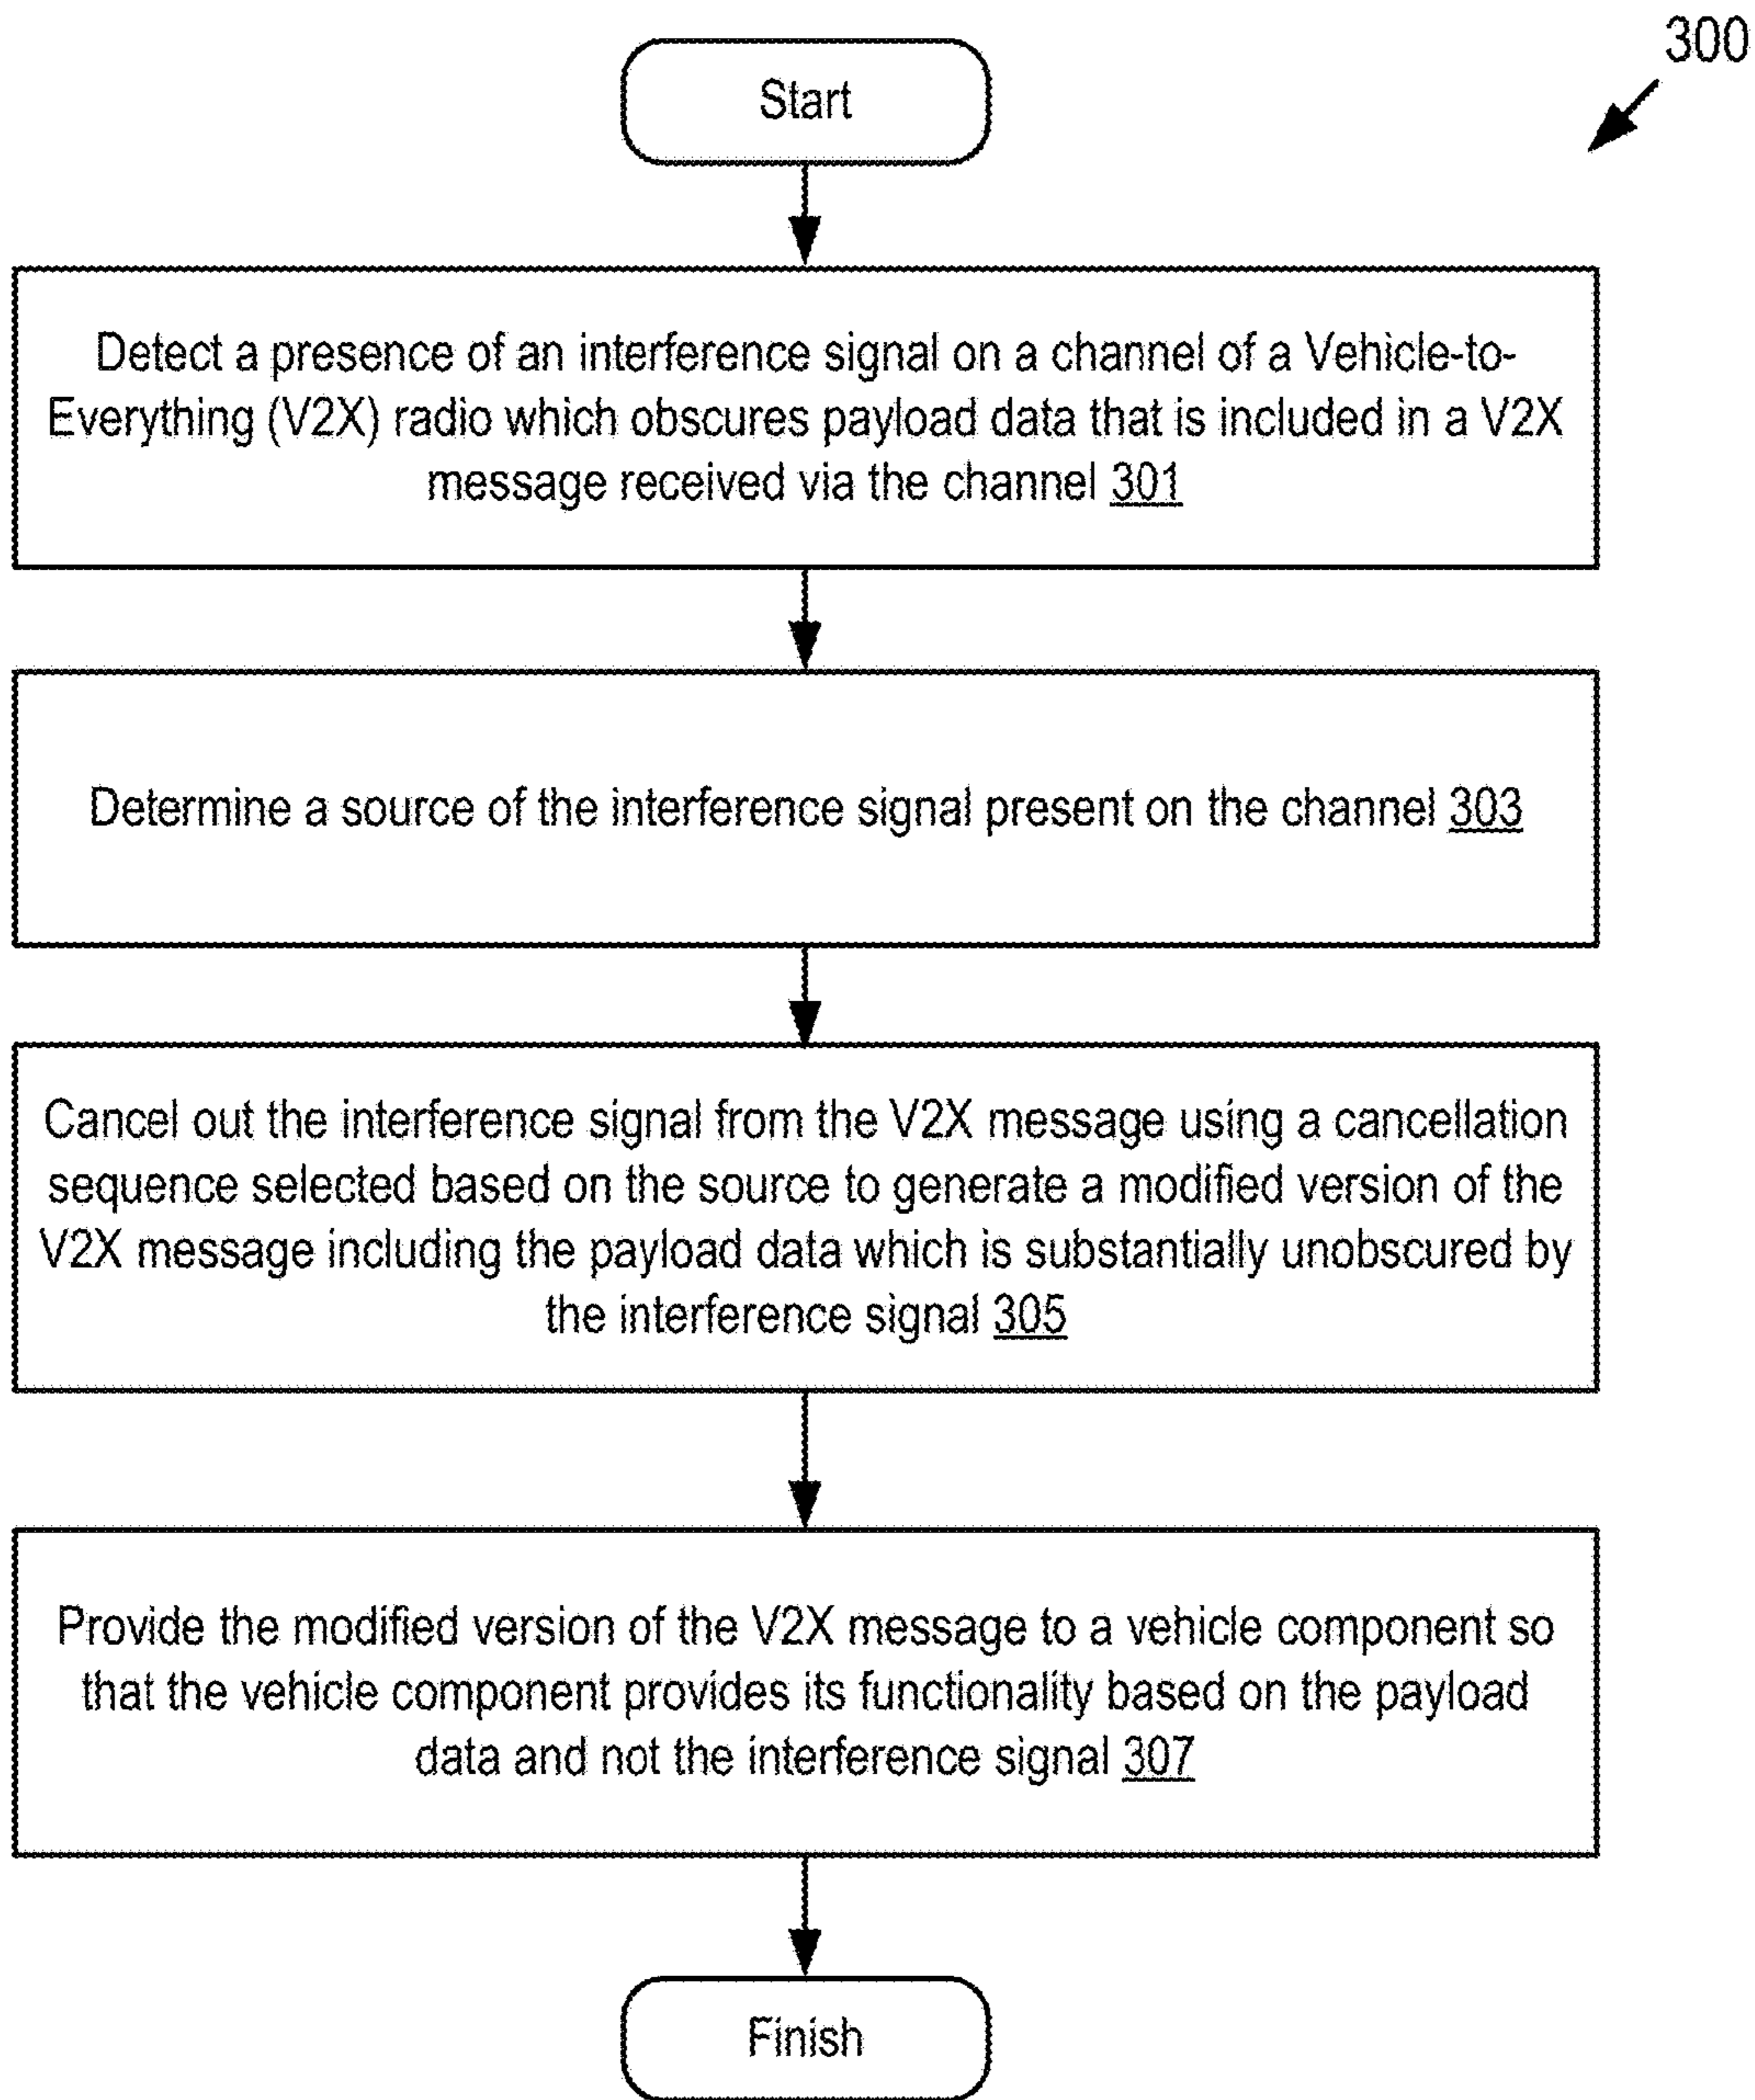 300
Start
Detect a presence of an interference signal on a channel of a Vehicle-to-
Everything (V2X) radio which obscures payload data that is included in a V2X
message received via the channel 301
Determine a source of the interference signal present on the channel 303
Cancel out the interference signal from the V2X message using a cancellation
sequence selected based on the source to generate a modified version of the
V2X message including the payload data which is substantially unobscured by
the interference signal 305
Provide the modified version of the V2X message to a vehicle component so
that the vehicle component provides its functionality based on the payload
data and not the interference signal 307
Finish